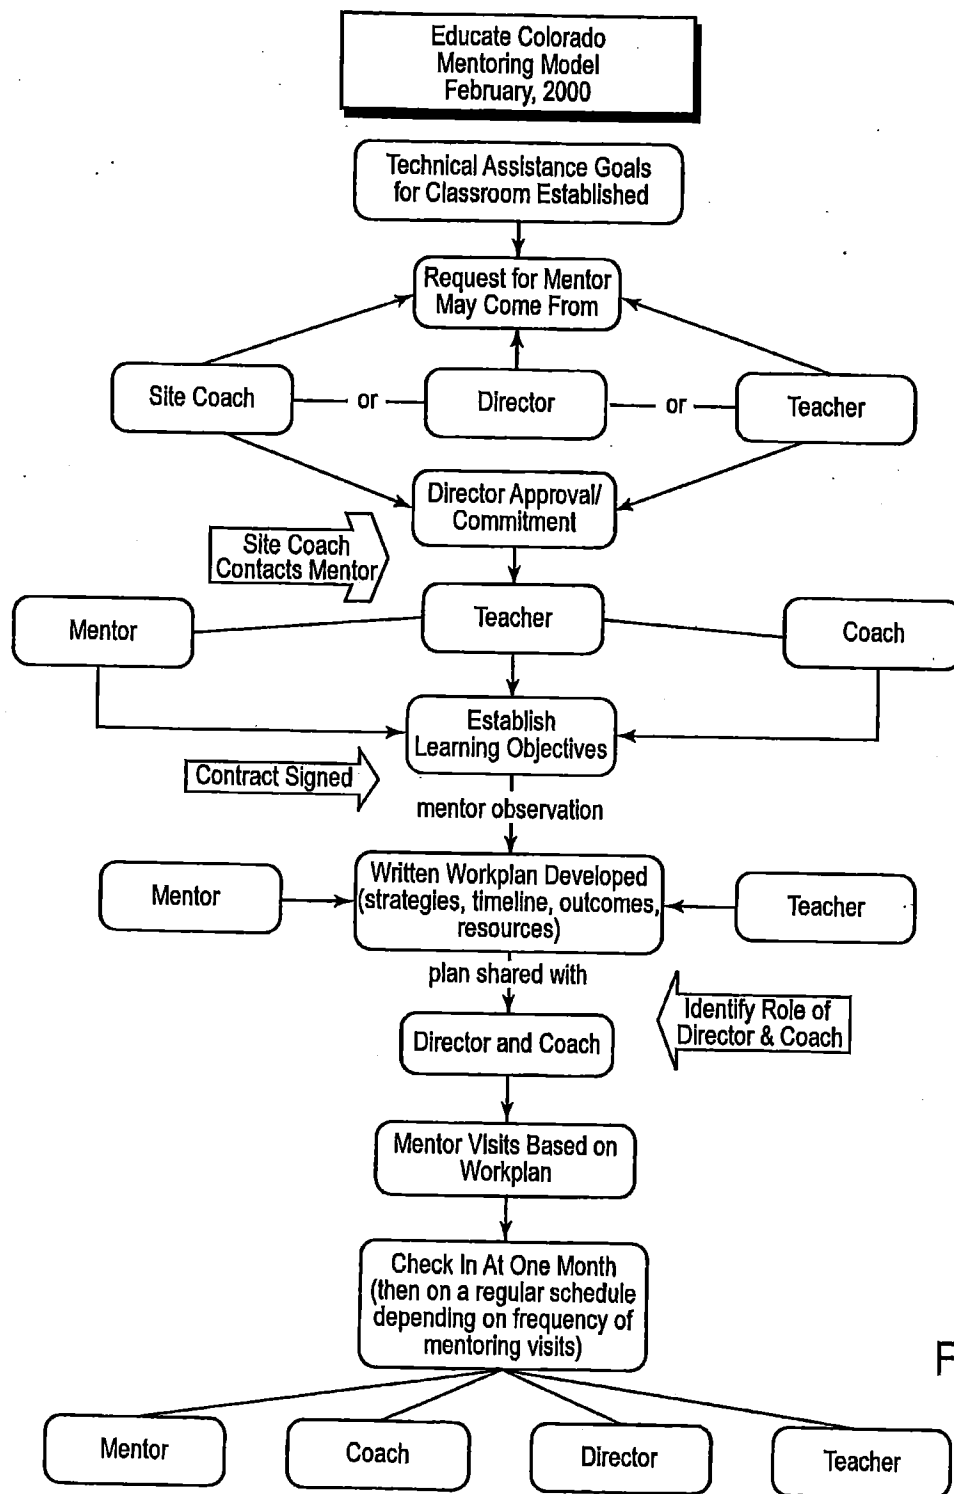 Educate Colorado
Mentoring Model
February, 2000
Technical Assistance Goals
for Classroom Established
Request for Mentor
May Come From
Site Coach
or
Director
or
Teacher
Director Approval/
Commitment
Site Coach
Contacts Mentor
Mentor
Teacher
Coach
Establish
Learning Objectives
Contract Signed
mentor observation
Mentor
Written Workplan Developed
(strategies, timeline, outcomes,
resources)
Teacher
plan shared with
Identify Role of
Director & Coach
Director and Coach
Mentor Visits Based on
Workplan
Check In At One Month
(then on a regular schedule
depending on frequency of
mentoring visits)
Mentor
Coach
Director
Teacher